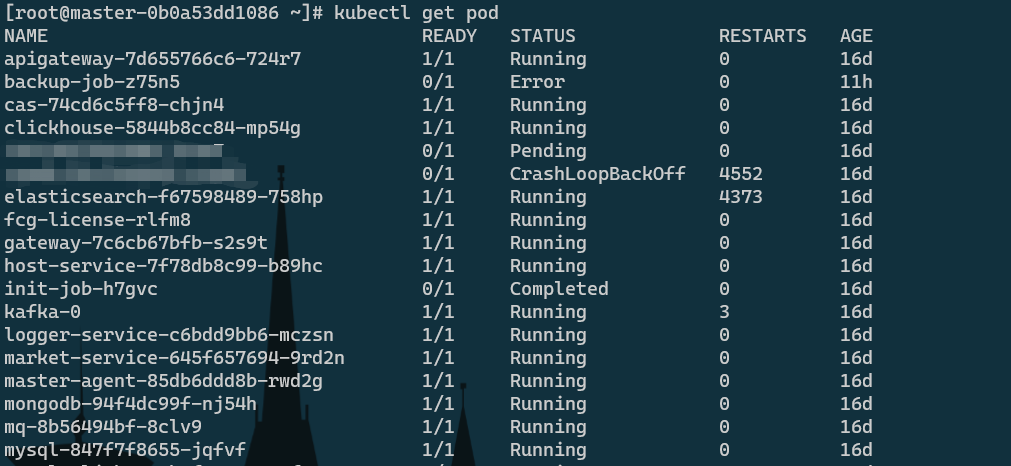 [root@master-0b0a53dd1086 ~]# kubectl get pod
NAME READY STATUS RESTARTS AGE
apigateway-7d655766c6-724r7 1/1 Running 0 16d
backup-job-z75n5 0/1 Error 0 11h
cas-74cd6c5ff8-chjn4 1/1 Running 0 16d
clickhouse-5844b8cc84-mp54g 1/1 Running 0 16d
0/1 Pending 0 16d
0/1 CrashLoopBackOff 4552 16d
elasticsearch-f67598489-758hp 1/1 Running 4373 16d
fcg-license-rlfm8 1/1 Running 0 16d
gateway-7c6cb67bfb-s2s9t 1/1 Running 0 16d
host-service-7f78db8c99-b89hc 1/1 Running 0 16d
init-job-h7gvc 0/1 Completed 0 16d
kafka-0 1/1 Running 3 16d
logger-service-c6bdd9bb6-mczsn 1/1 Running 0 16d
market-service-645f657694-9rd2n 1/1 Running 0 16d
master-agent-85db6ddd8b-rwd2g 1/1 Running 0 16d
mongodb-94f4dc99f-nj54h 1/1 Running 0 16d
mq-8b56494bf-8clv9 1/1 Running 0 16d
mysql-847f7f8655-jqfvf 1/1 Running 0 16d